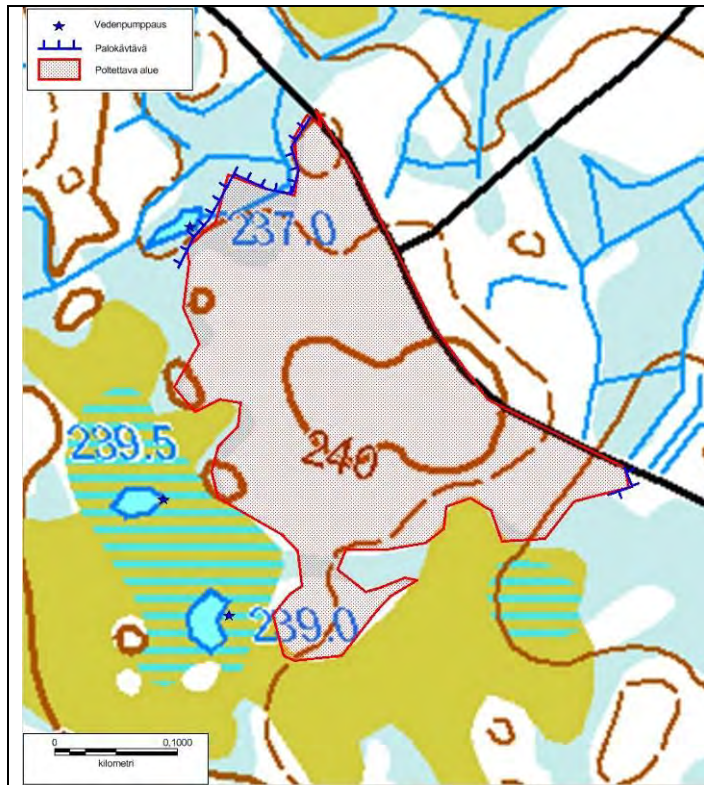 Vedenpumppaus
Palokäytävä
Poltettava alue
237.0
239.5
240
239.0
0 0,1000
kilometri